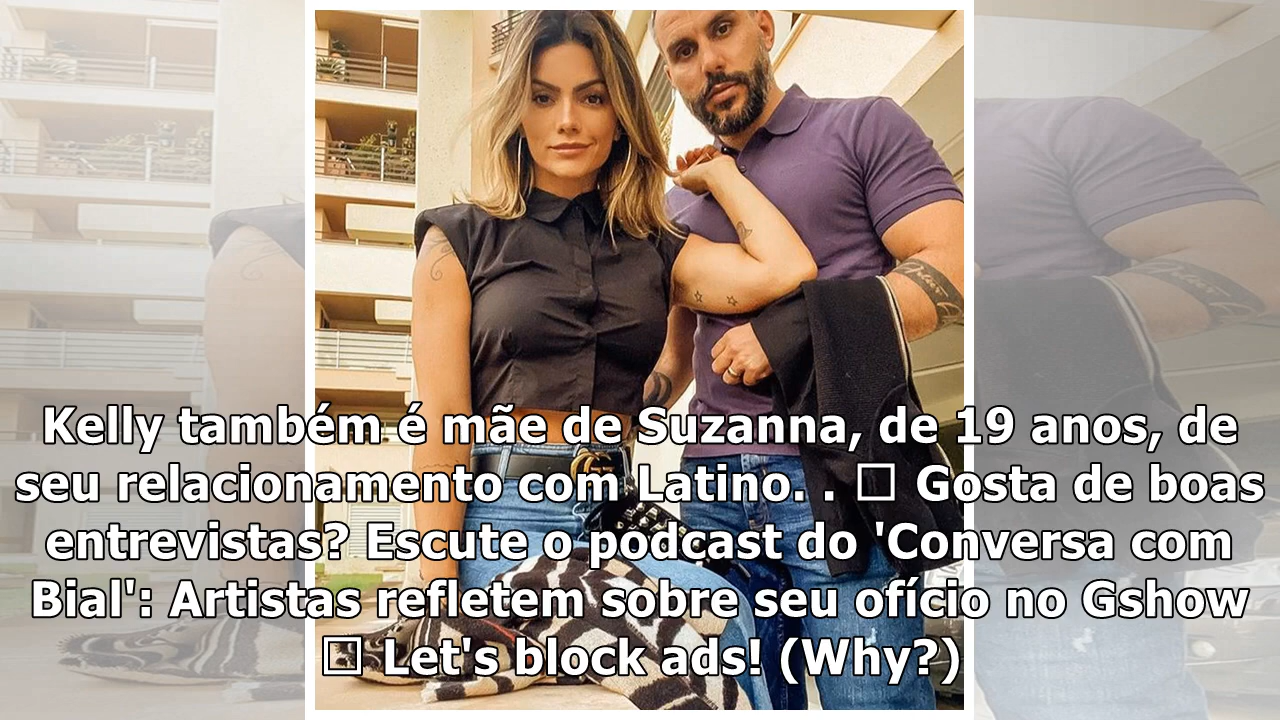 Kelly também é mãe de Suzanna, de 19 anos, de
seu relacionamento com Latino. . □ Gosta de boas
entrevistas? Escute o podcast do 'Conversa com
Bial': Artistas refletem sobre seu ofício no Gshow
□ Let's block ads! (Why?)